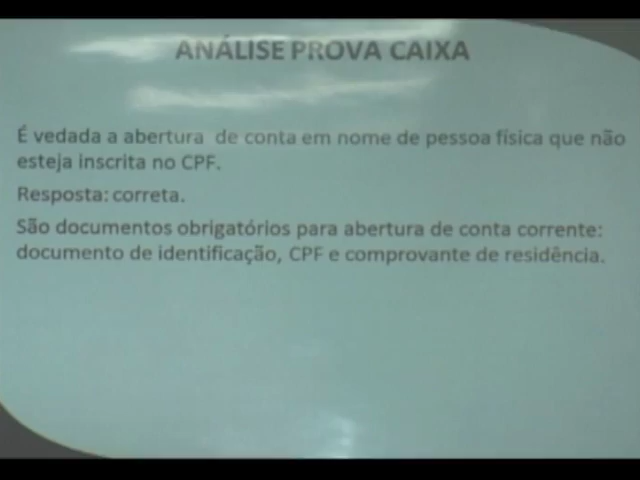 ANÁLISE PROVA CAIXA
É vedada a abertura de conta em nome de pessoa física que não
esteja inscrita no CPF.
Resposta: correta.
São documentos obrigatórios para abertura de conta corrente:
documento de identificação, CPF e comprovante de residência.